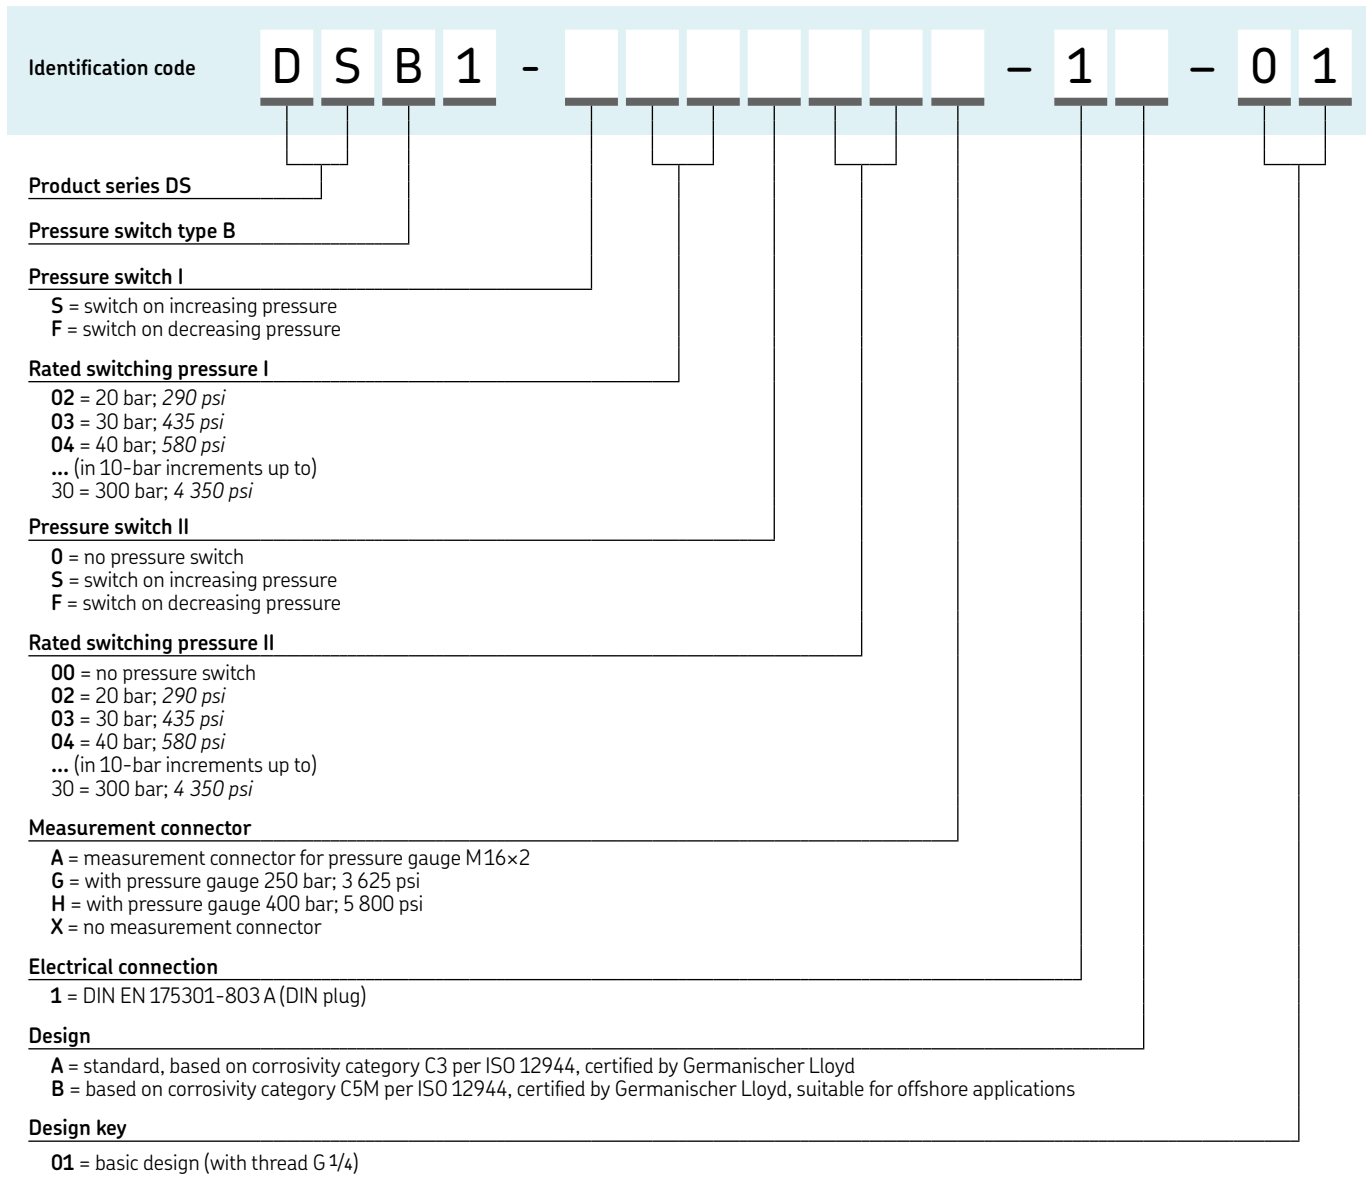 Identification code D S B 1 - – 1 – 0 1
Product series DS
Pressure switch type B
Pressure switch I
S = switch on increasing pressure
F = switch on decreasing pressure
Rated switching pressure I
02 = 20 bar; 290 psi
03 = 30 bar; 435 psi
04 = 40 bar; 580 psi
... (in 10-bar increments up to)
30 = 300 bar; 4 350 psi
Pressure switch II
0 = no pressure switch
S = switch on increasing pressure
F = switch on decreasing pressure
Rated switching pressure II
00 = no pressure switch
02 = 20 bar; 290 psi
03 = 30 bar; 435 psi
04 = 40 bar; 580 psi
... (in 10-bar increments up to)
30 = 300 bar; 4 350 psi
Measurement connector
A = measurement connector for pressure gauge M16×2
G = with pressure gauge 250 bar; 3 625 psi
H = with pressure gauge 400 bar; 5 800 psi
X = no measurement connector
Electrical connection
1 = DIN EN 175301-803 A (DIN plug)
Design
A = standard, based on corrosivity category C3 per ISO 12944, certified by Germanischer Lloyd
B = based on corrosivity category C5M per ISO 12944, certified by Germanischer Lloyd, suitable for offshore applications
Design key
01 = basic design (with thread G 1/4)